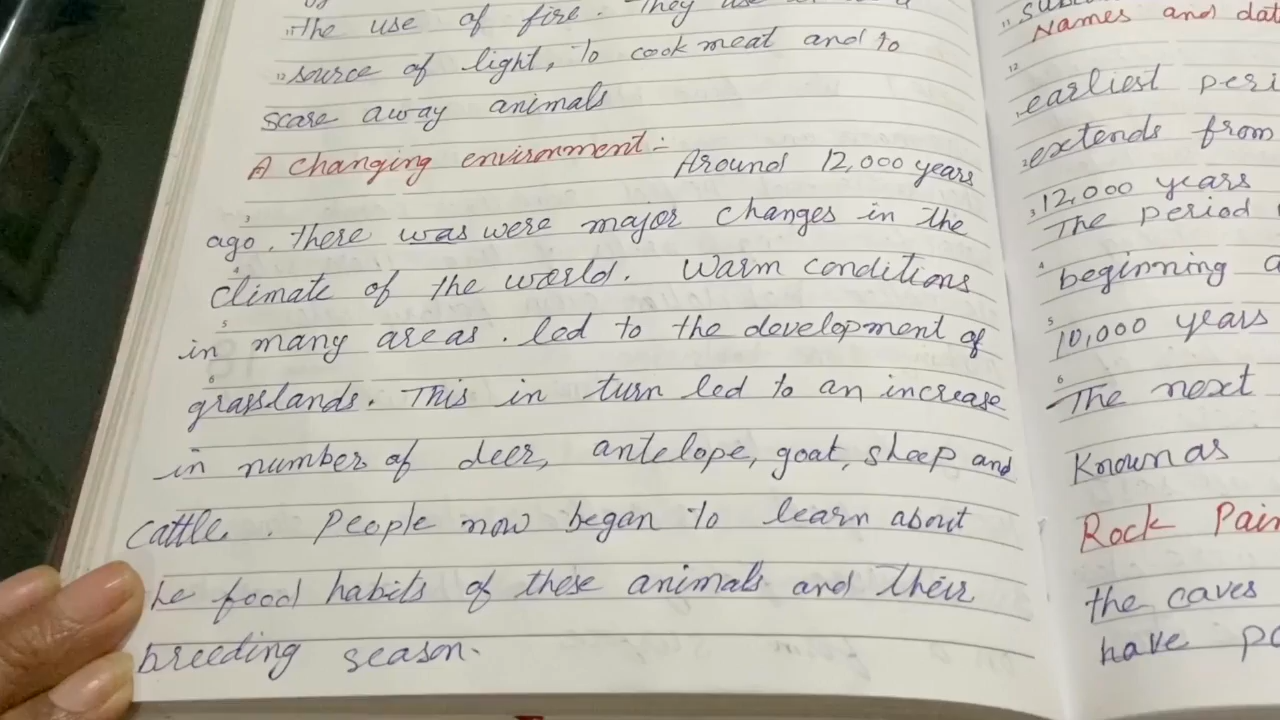 the use of fire. They use
source of light, to cook meat and to
scare away animals
A changing environment:- Around 12,000 years
ago. there was were major changes in the
climate of the world. Warm conditions
in many areas. led to the development of
grasslands. This in turn led to an increase
in number of deer, antelope, goat, sheep and
cattle. People now began to learn about
he food habits of these animals and their
breeding season.
Names and dat
earliest peri
extends from
12,000 years
The period
beginning a
10,000 years
The next
Known as
Rock Pain
the caves
have po